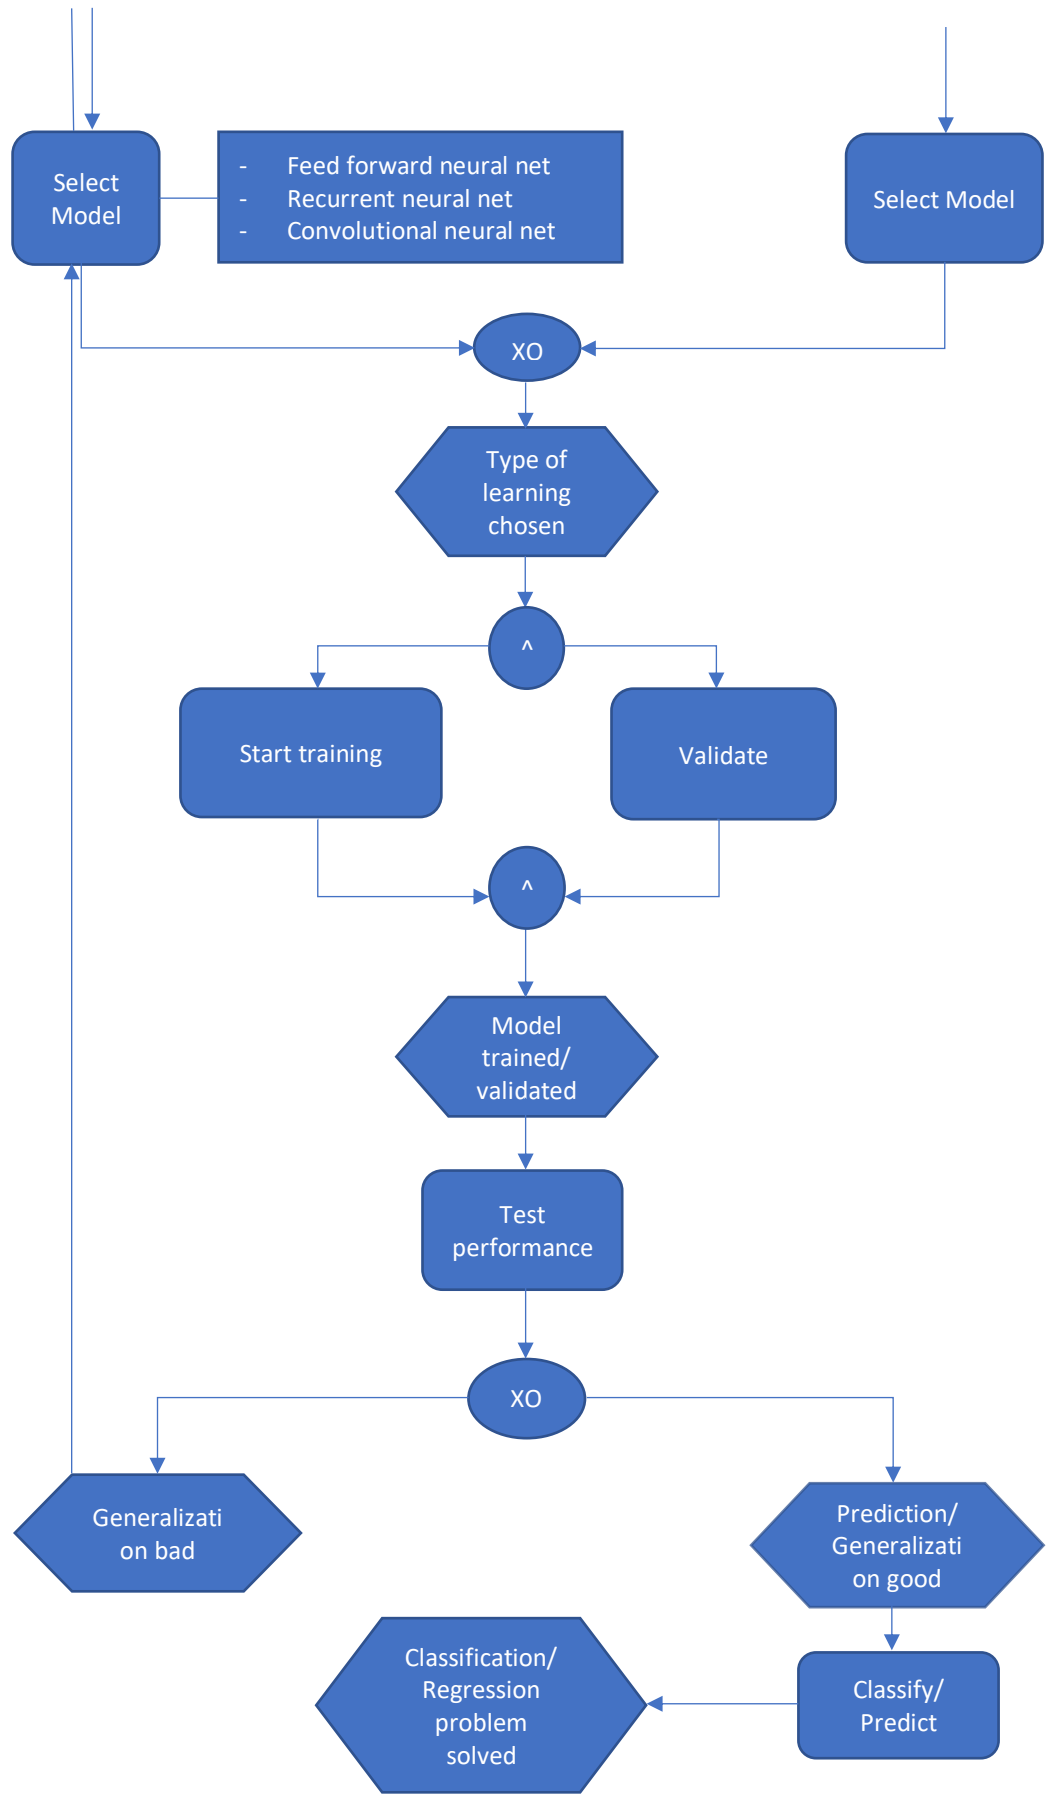 Select
Model
- Feed forward neural net
- Recurrent neural net
- Convolutional neural net
Select Model
XO
Type of
learning
chosen
^
Start training
Validate
^
Model
trained/
validated
Test
performance
XO
Generalizati
on bad
Prediction/
Generalizati
on good
Classification/
Regression
problem
solved
Classify/
Predict